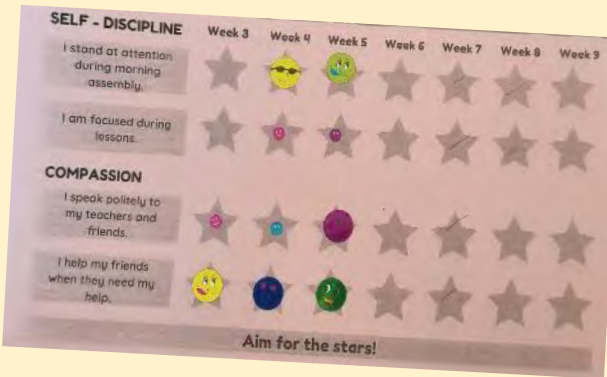 SELF - DISCIPLINE Week 3 Week 4 Week 5 Week 6 Week 7 Week 8 Week 9
I stand at attention
during morning
assembly.
I am focused during
lessons.
COMPASSION
I speak politely to
my teachers and
friends.
I help my friends
when they need my
help.
Aim for the stars!